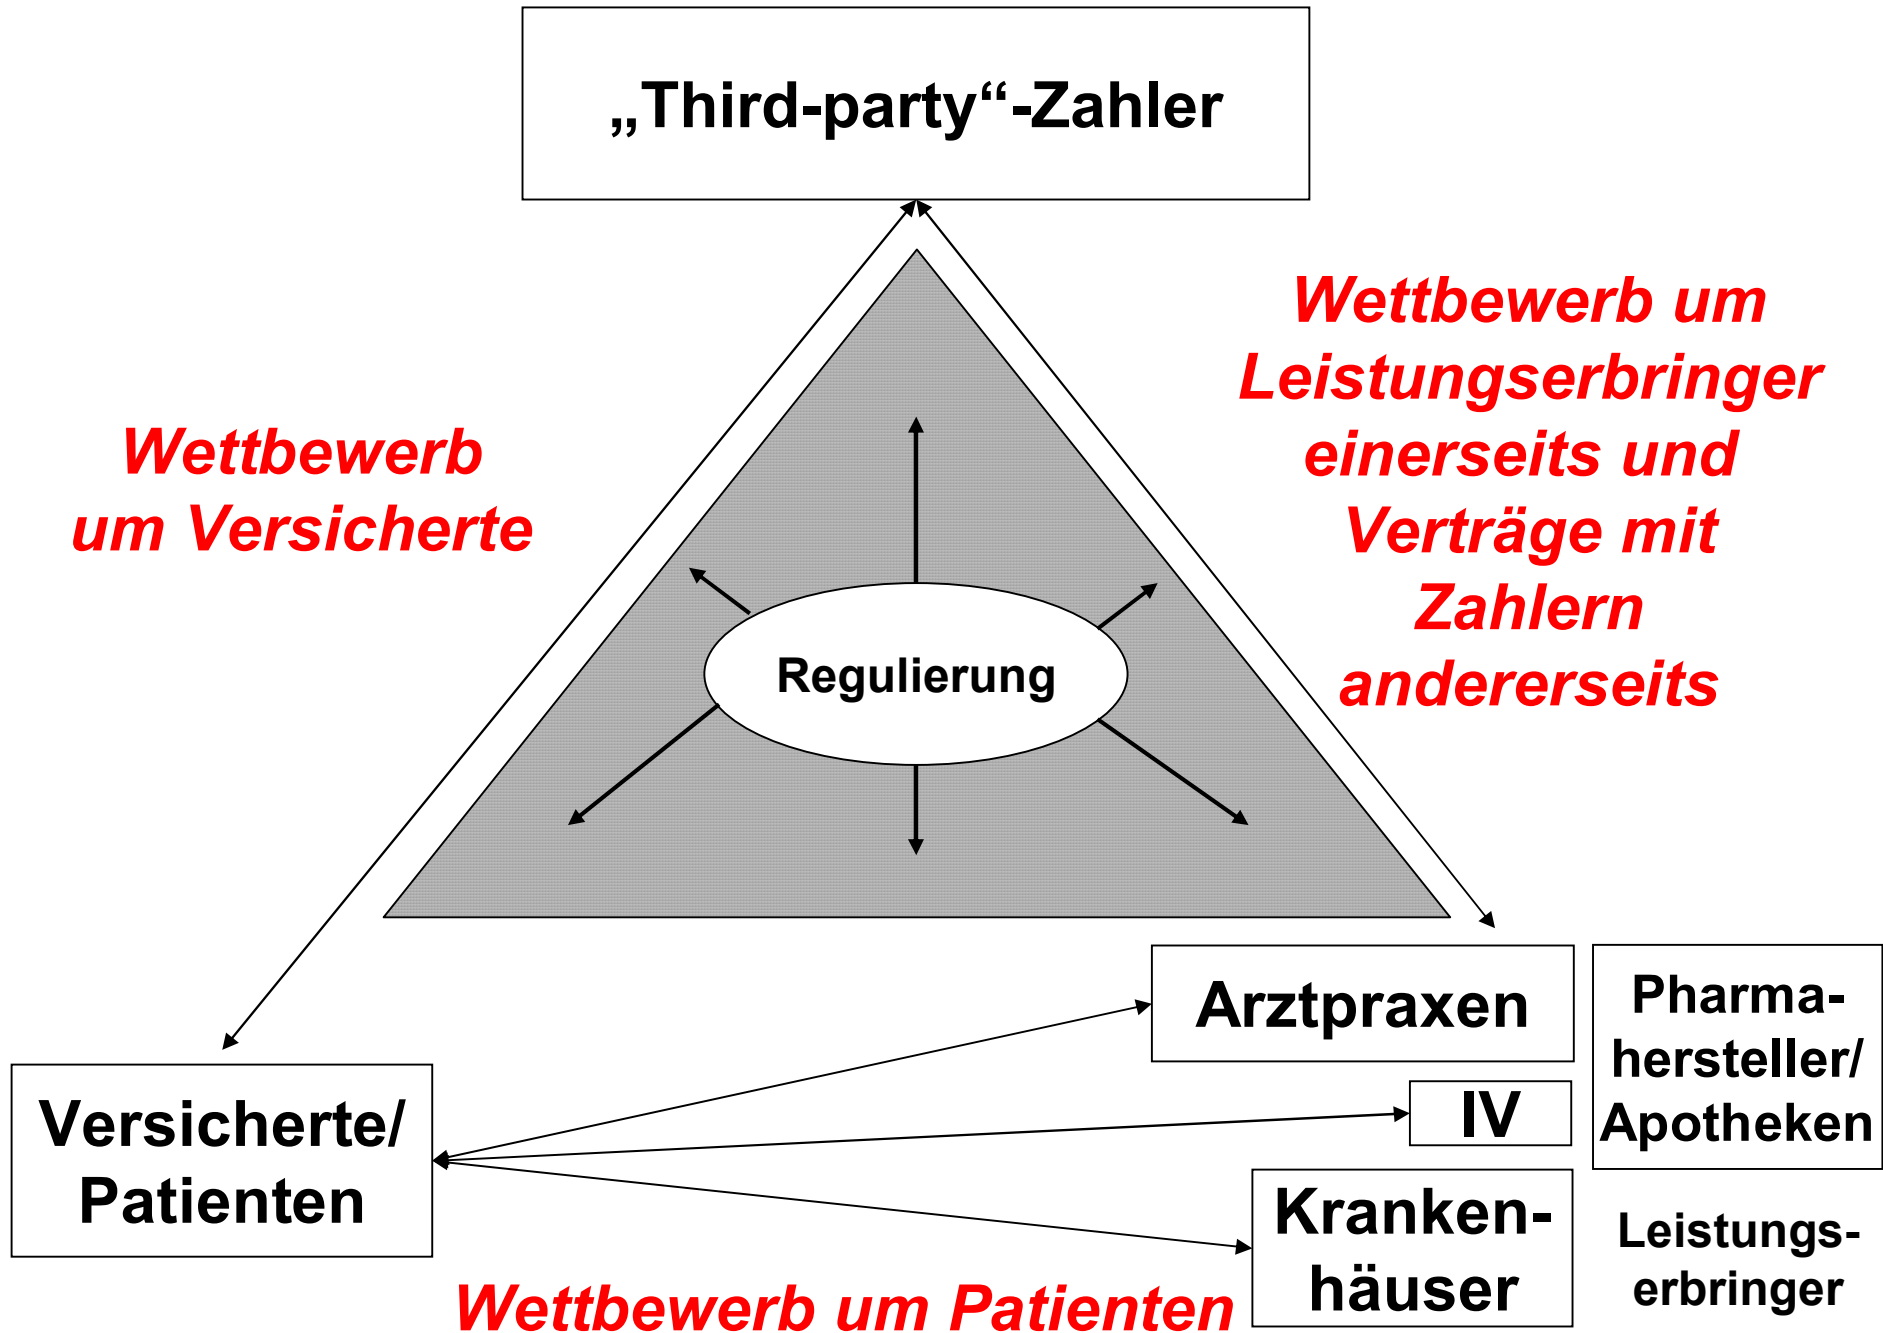 „Third-party“-Zahler
Wettbewerb
um Versicherte
Wettbewerb um
Leistungserbringer
einerseits und
Verträge mit
Zahlern
andererseits
Regulierung
Versicherte/
Patienten
Arztpraxen
IV
Kranken-
häuser
Pharma-
hersteller/
Apotheken
Leistungs-
erbringer
Wettbewerb um Patienten